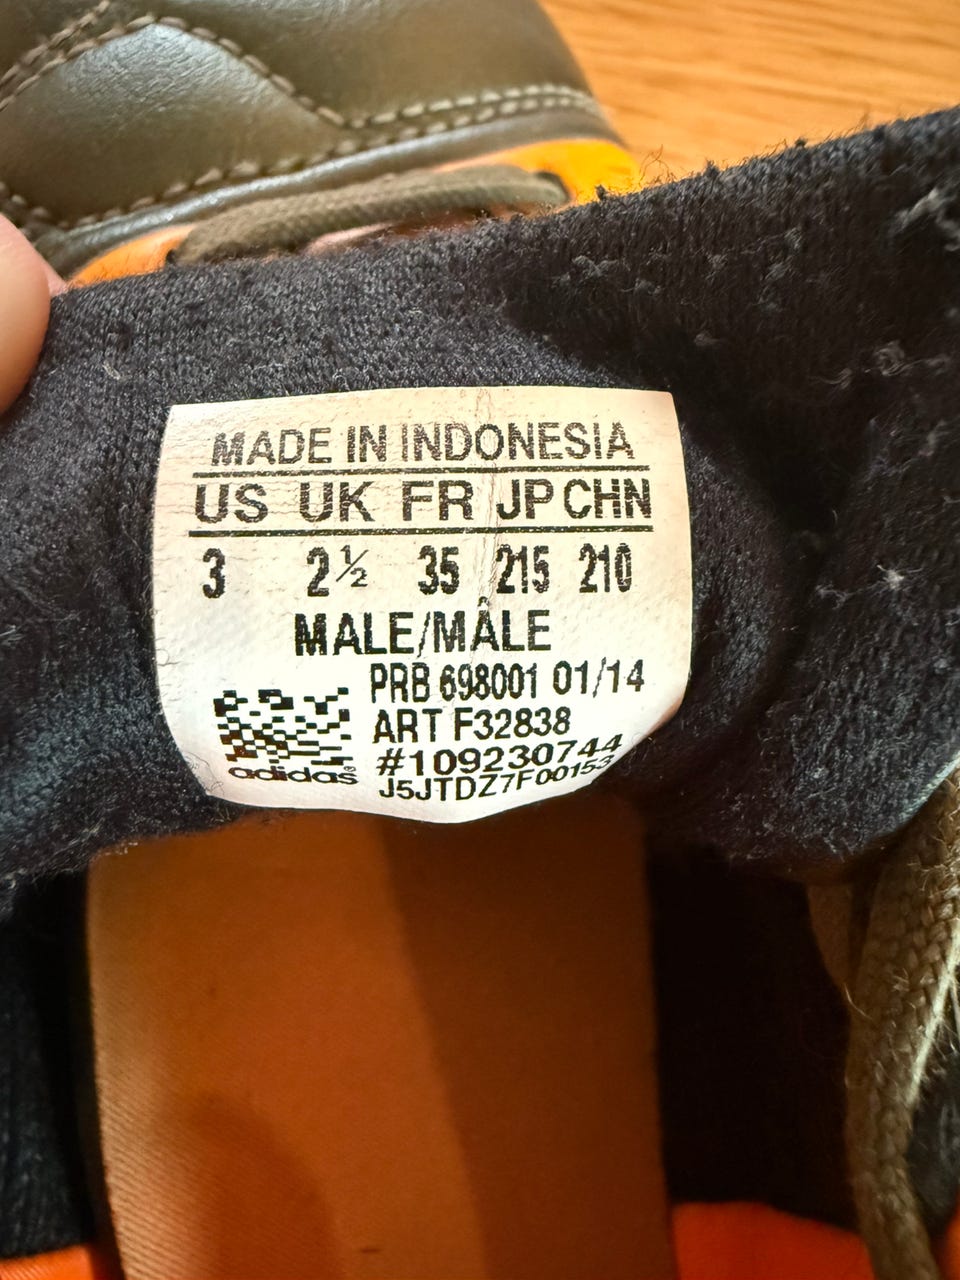 MADE IN INDONESIA
US UK FR JP CHN
3 2½ 35 215 210
MALE/MÂLE
PRB 698001 01/14
ART F32838
#109230744
adidas®
J5JTDZ7F00153